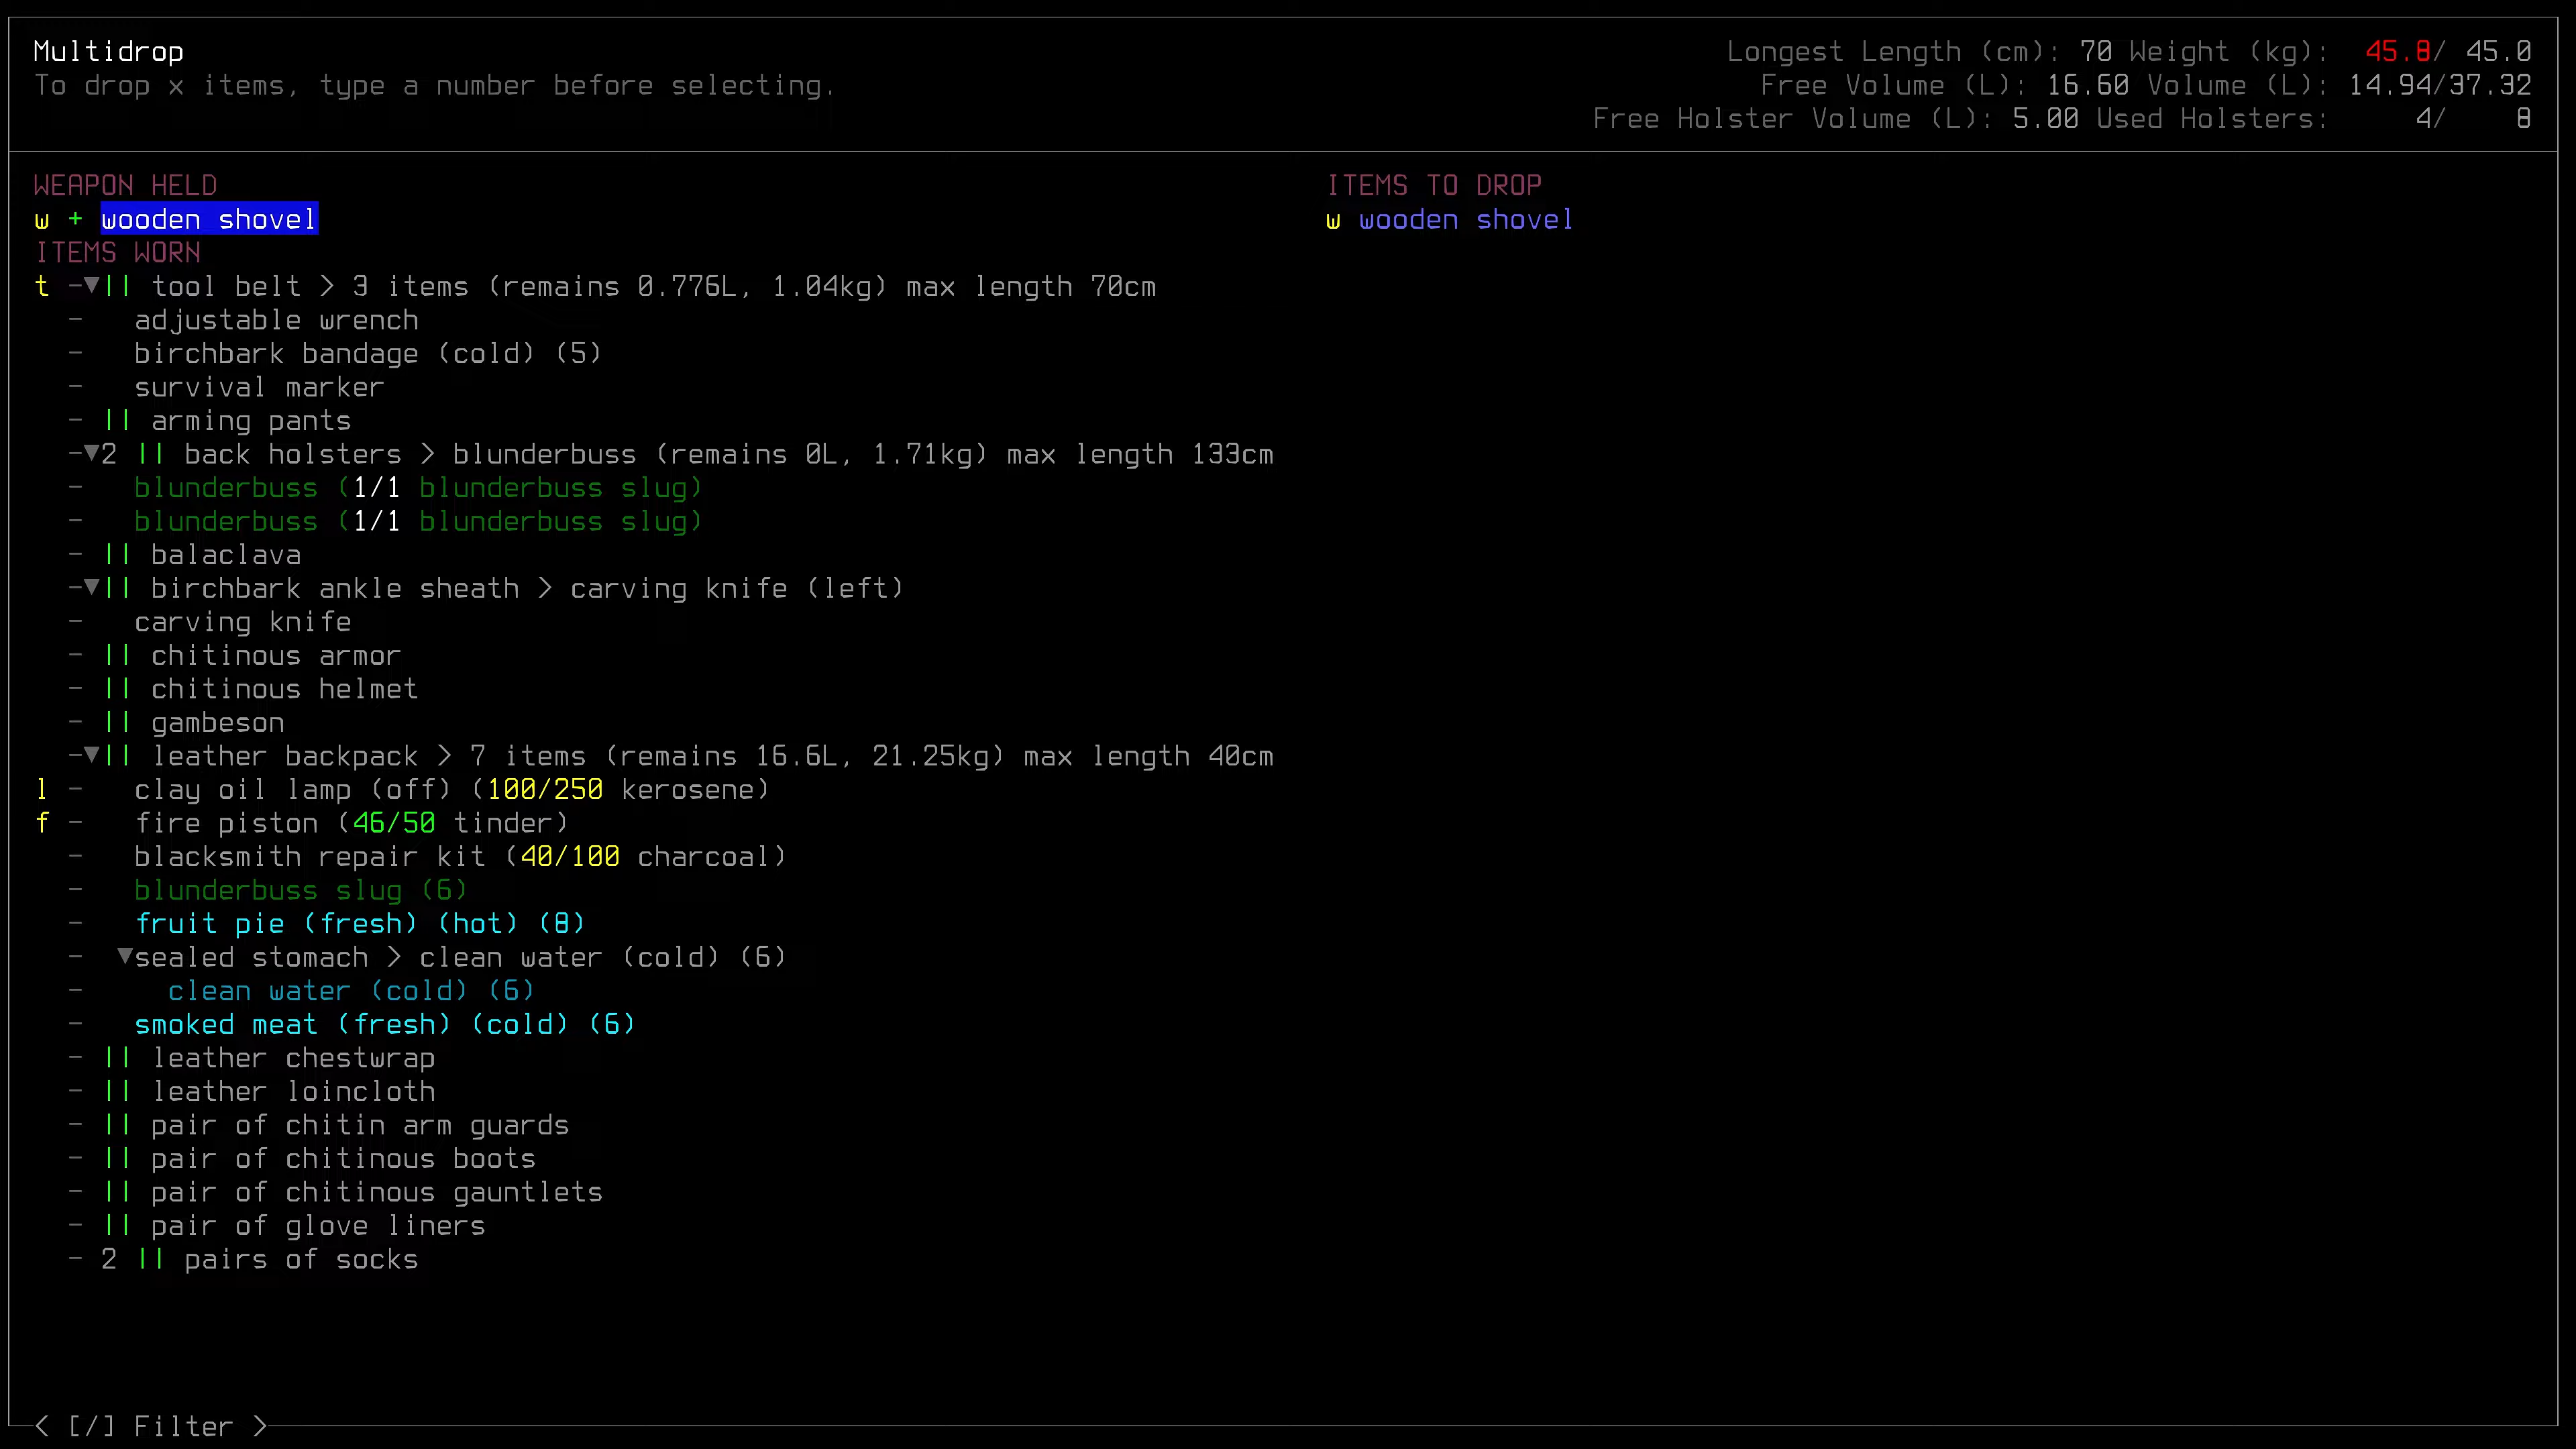 Multidrop
Longest Length (cm): 70 Weight (kg): 45.8/ 45.0
To drop x items, type a number before selecting.
Free Volume (L): 16.60 Volume (L): 14.94/37.32
Free Holster Volume (L): 5.00 Used Holsters: 4/ 8
WEAPON HELD
w + wooden shovel
ITEMS WORN
t -▼|| tool belt > 3 items (remains 0.776L, 1.04kg) max length 70cm
- adjustable wrench
- birchbark bandage (cold) (5)
- survival marker
- || arming pants
-▼2 || back holsters > blunderbuss (remains 0L, 1.71kg) max length 133cm
- blunderbuss (1/1 blunderbuss slug)
- blunderbuss (1/1 blunderbuss slug)
- || balaclava
-▼|| birchbark ankle sheath > carving knife (left)
- carving knife
- || chitinous armor
- || chitinous helmet
- || gambeson
-▼|| leather backpack > 7 items (remains 16.6L, 21.25kg) max length 40cm
l - clay oil lamp (off) (100/250 kerosene)
f - fire piston (46/50 tinder)
- blacksmith repair kit (40/100 charcoal)
- blunderbuss slug (6)
- fruit pie (fresh) (hot) (8)
- ▼sealed stomach > clean water (cold) (6)
- clean water (cold) (6)
- smoked meat (fresh) (cold) (6)
- || leather chestwrap
- || leather loincloth
- || pair of chitin arm guards
- || pair of chitinous boots
- || pair of chitinous gauntlets
- || pair of glove liners
- 2 || pairs of socks
ITEMS TO DROP
w wooden shovel
< [/] Filter >